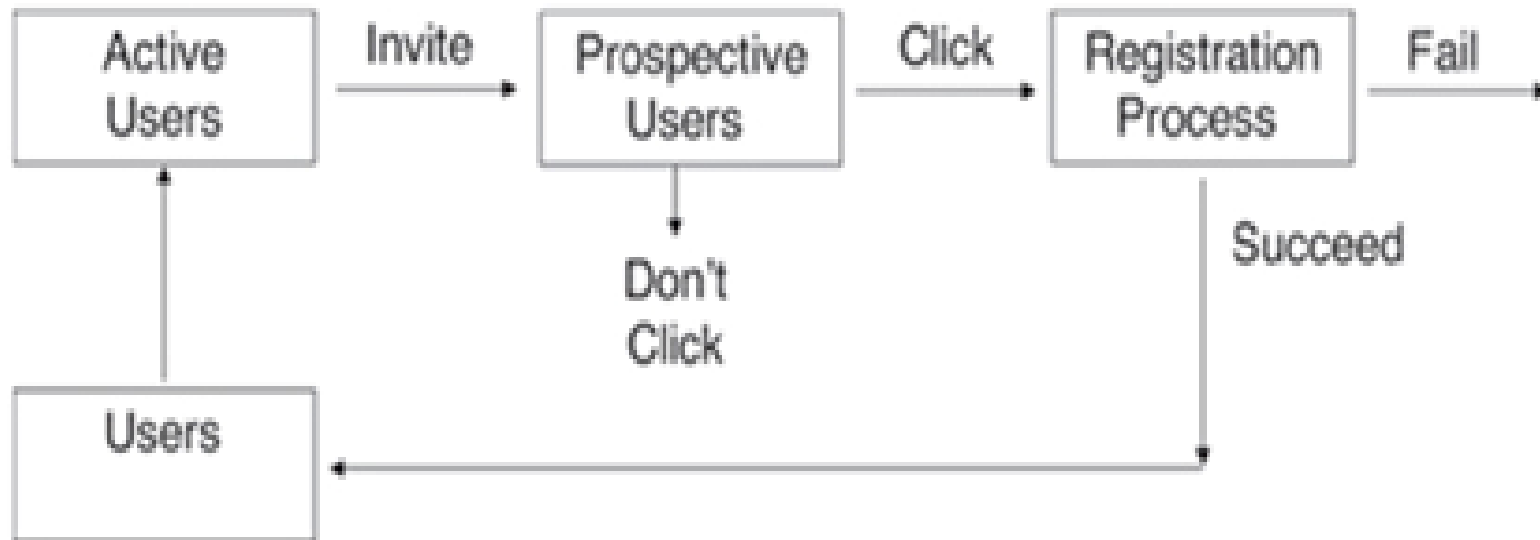 Active
Users
Invite
Prospective
Users
Click
Registration
Process
Fail
Don't
Click
Succeed
Users